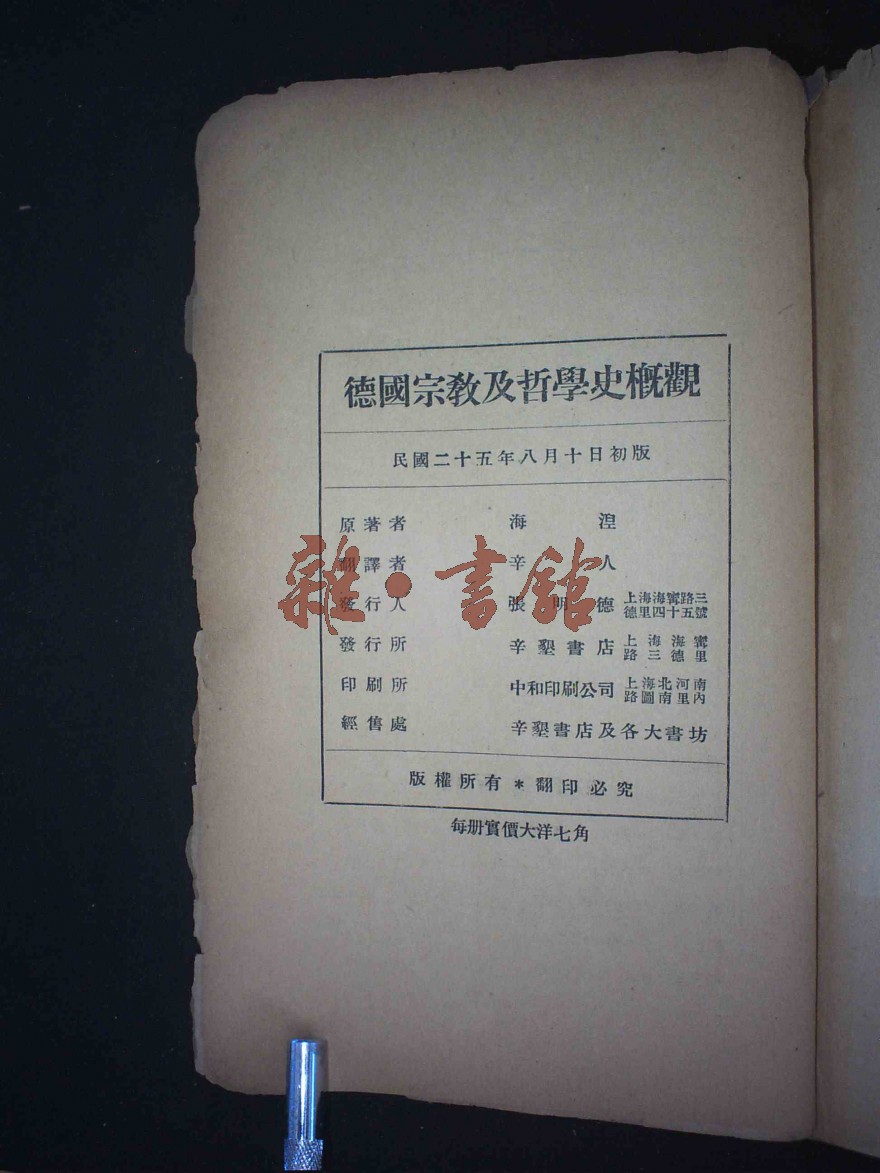 德國宗教及哲學史概觀
民國二十五年八月十日初版
原著者 海湼
翻譯者 辛人
發行人 張明德 上海海寗路三德里四十五號
發行所 辛墾書店 上海海寗路三德里
印刷所 中和印刷公司 上海北河南路圖南里內
經售處 辛墾書店及各大書坊
版權所有*翻印必究
每册實價大洋七角
雜·書館